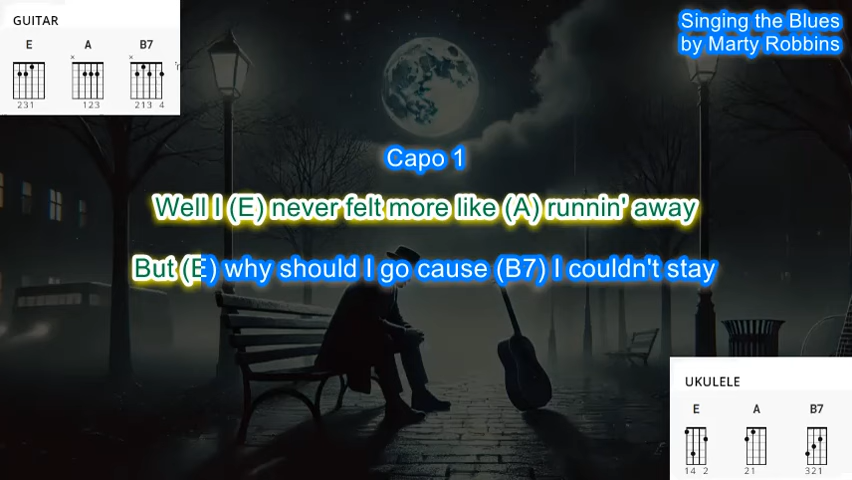 GUITAR
E A B7
x x
231 123 213 4
Singing the Blues
by Marty Robbins
Capo 1
Well I (E) never felt more like (A) runnin' away
But (E) why should I go cause (B7) I couldn't stay
UKULELE
E A B7
14 2 21 321